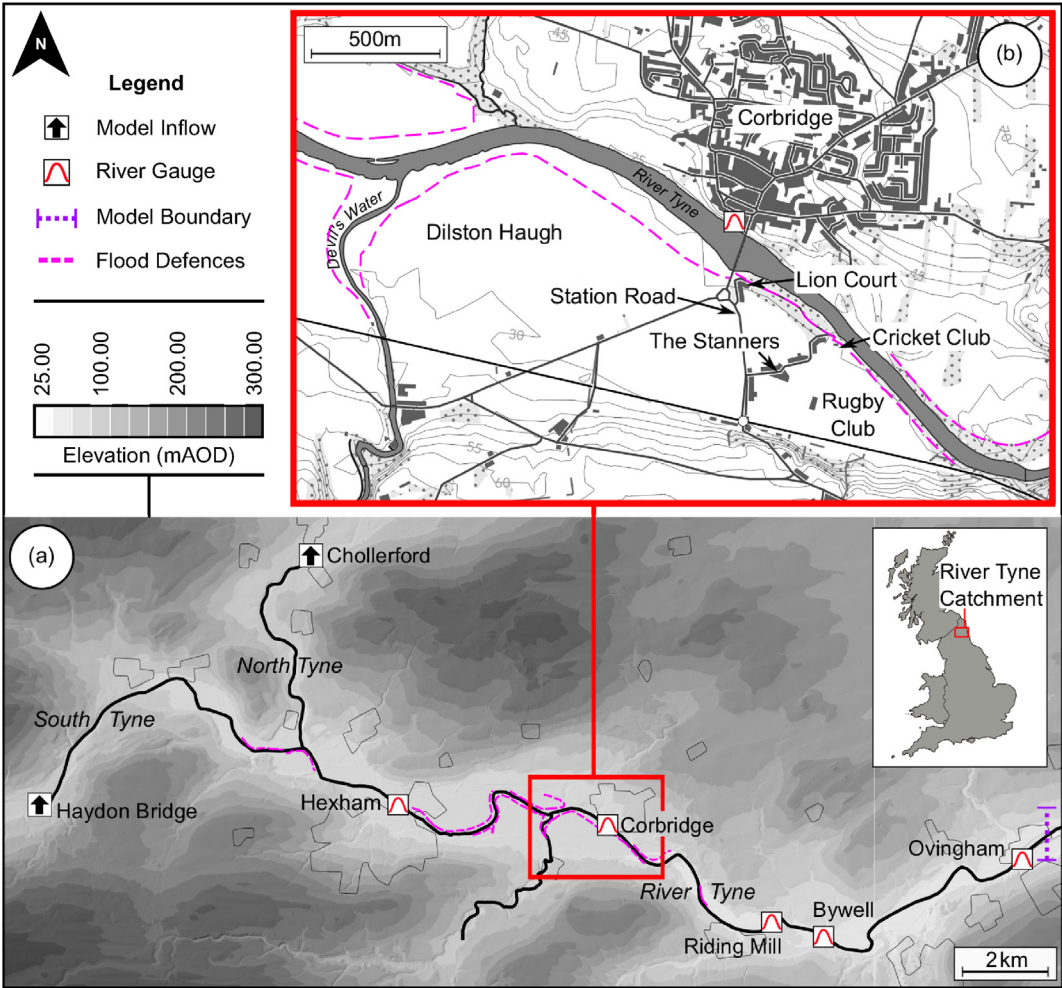 N
Legend
Model Inflow
River Gauge
Model Boundary
Flood Defences
25.00
100.00
200.00
300.00
Elevation (mAOD)
500m
(b)
45
Corbridge
50
25
River Tyne
Devil's Water
Dilston Haugh
Lion Court
Station Road
30
The Stanners
Cricket Club
Rugby
Club
55
60
(a)
Chollerford
River Tyne
Catchment
North Tyne
South Tyne
Haydon Bridge
Hexham
Corbridge
Ovingham
River Tyne
Bywell
Riding Mill
2km